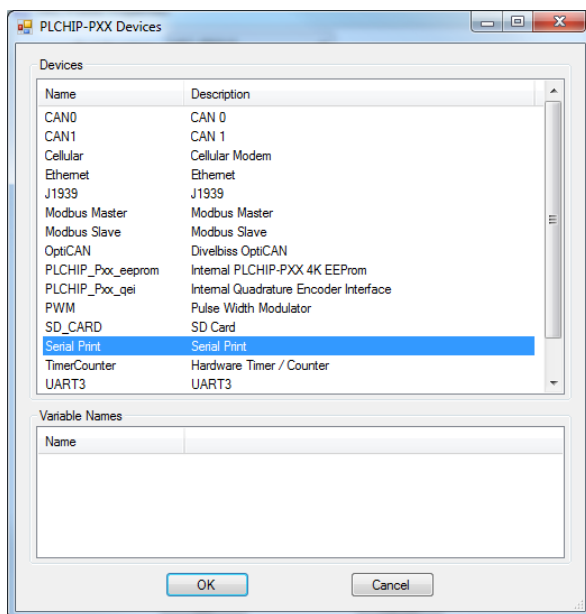 PLCHIP-PXX Devices
Devices
Name Description
CAN0 CAN 0
CAN1 CAN 1
Cellular Cellular Modem
Ethernet Ethernet
J1939 J1939
Modbus Master Modbus Master
Modbus Slave Modbus Slave
OptiCAN Divelbiss OptiCAN
PLCHIP_Pxx_eeprom Internal PLCHIP-PXX 4K EEProm
PLCHIP_Pxx_qei Internal Quadrature Encoder Interface
PWM Pulse Width Modulator
SD_CARD SD Card
Serial Print Serial Print
TimerCounter Hardware Timer / Counter
UART3 UART3
Variable Names
Name
OK Cancel